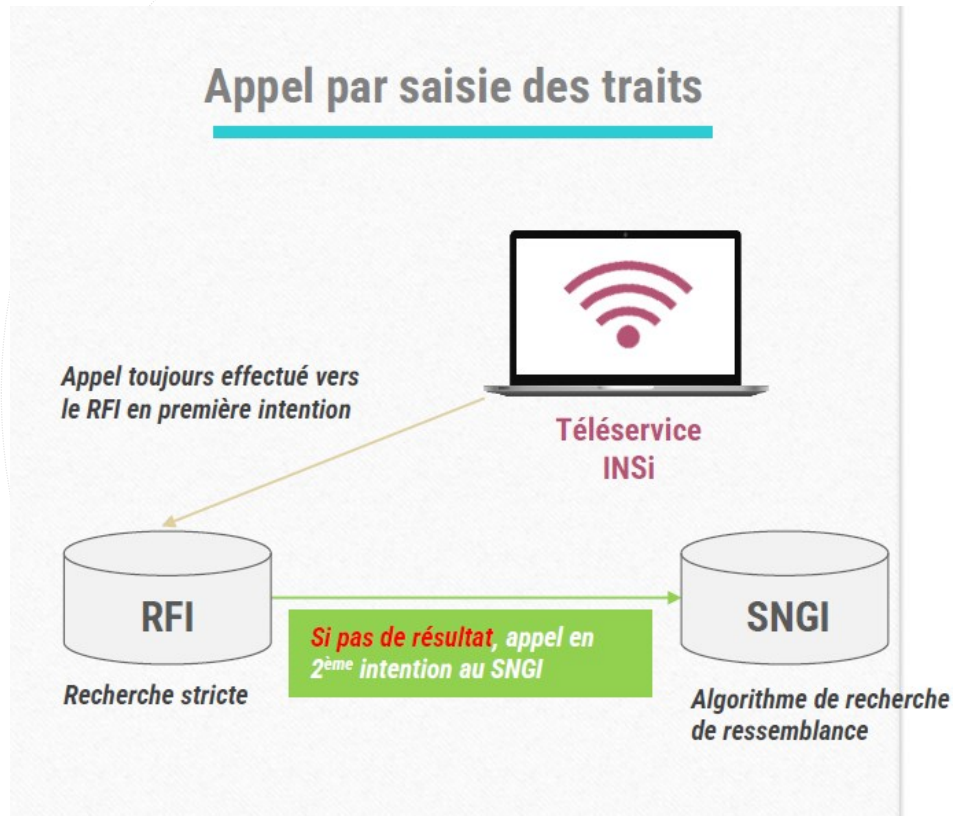 Appel par saisie des traits
Appel toujours effectué vers
le RFI en première intention
Téléservice
INSi
RFI
Si pas de résultat, appel en
2ème intention au SNGI
SNGI
Recherche stricte
Algorithme de recherche
de ressemblance